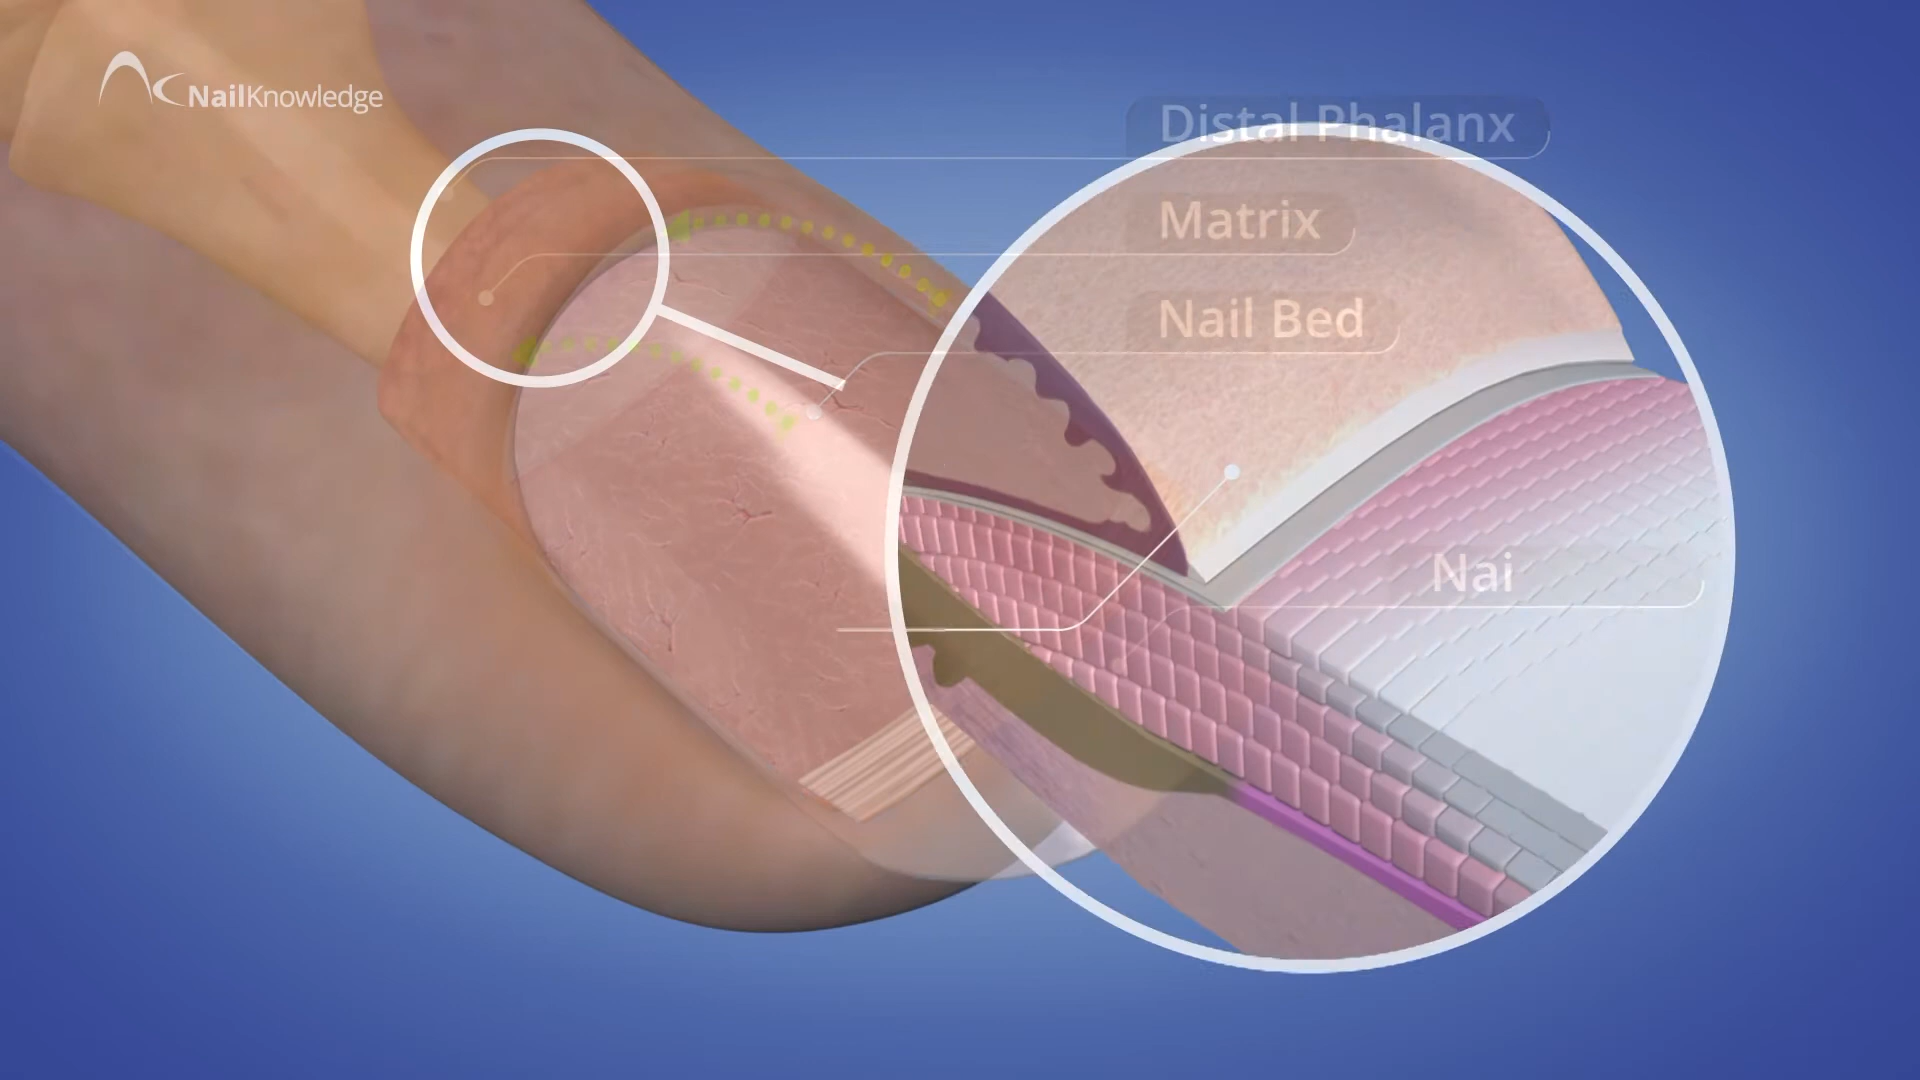 NailKnowledge
Distal Phalanx
Matrix
Nail Bed
Nai